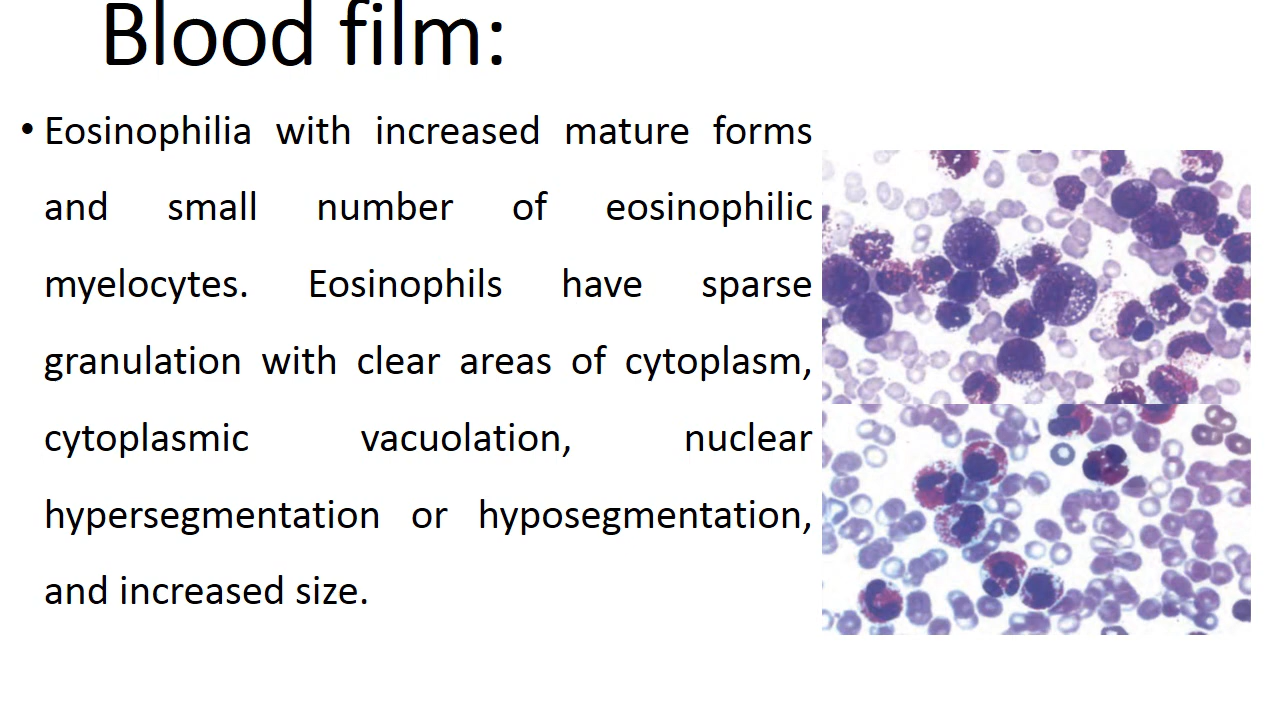 Blood film:
• Eosinophilia with increased mature forms
and small number of eosinophilic
myelocytes. Eosinophils have sparse
granulation with clear areas of cytoplasm,
cytoplasmic vacuolation, nuclear
hypersegmentation or hyposegmentation,
and increased size.